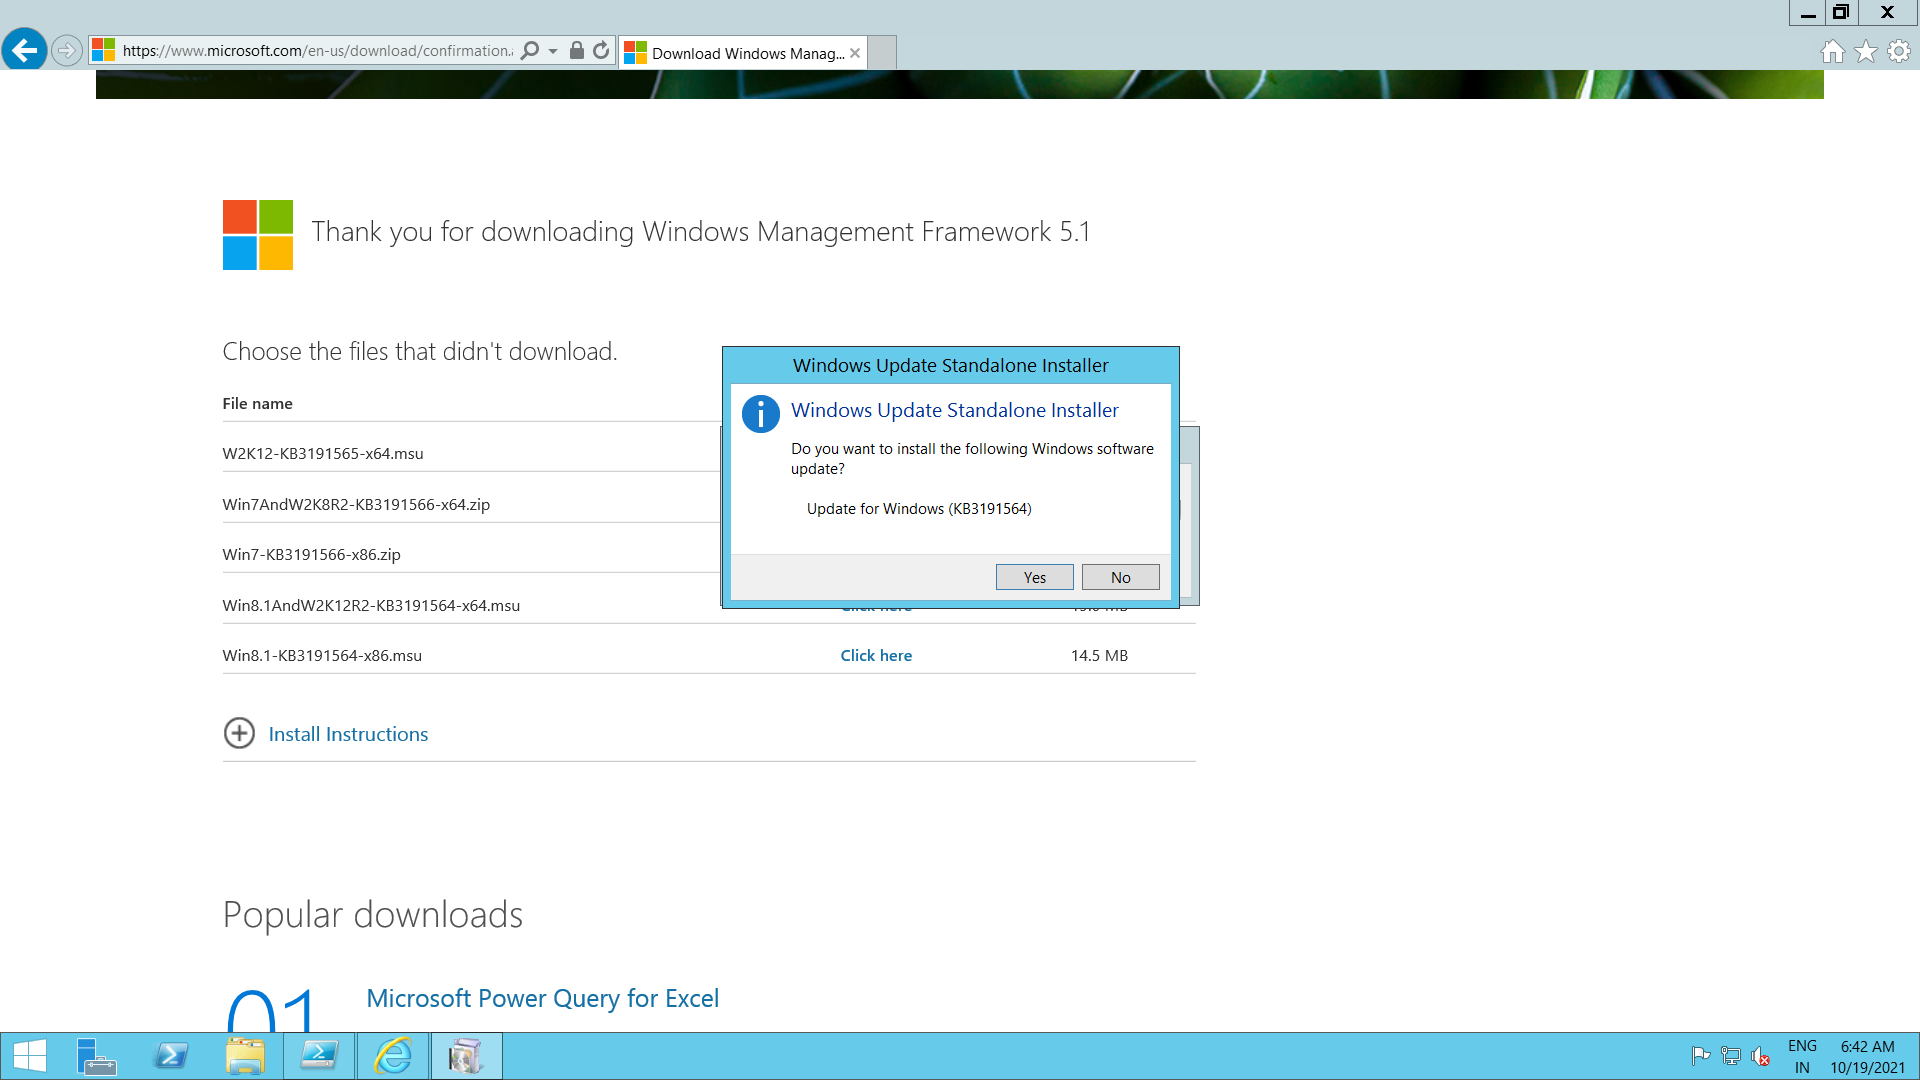 https://www.microsoft.com/en-us/download/confirmation.
Download Windows Manag...
Thank you for downloading Windows Management Framework 5.1
Choose the files that didn't download.
File name
W2K12-KB3191565-x64.msu
Win7AndW2K8R2-KB3191566-x64.zip
Win7-KB3191566-x86.zip
Win8.1AndW2K12R2-KB3191564-x64.msu
Win8.1-KB3191564-x86.msu
Click here
14.5 MB
Windows Update Standalone Installer
Windows Update Standalone Installer
Do you want to install the following Windows software
update?
Update for Windows (KB3191564)
Yes
No
Install Instructions
Popular downloads
01
Microsoft Power Query for Excel
ENG
IN
6:42 AM
10/19/2021